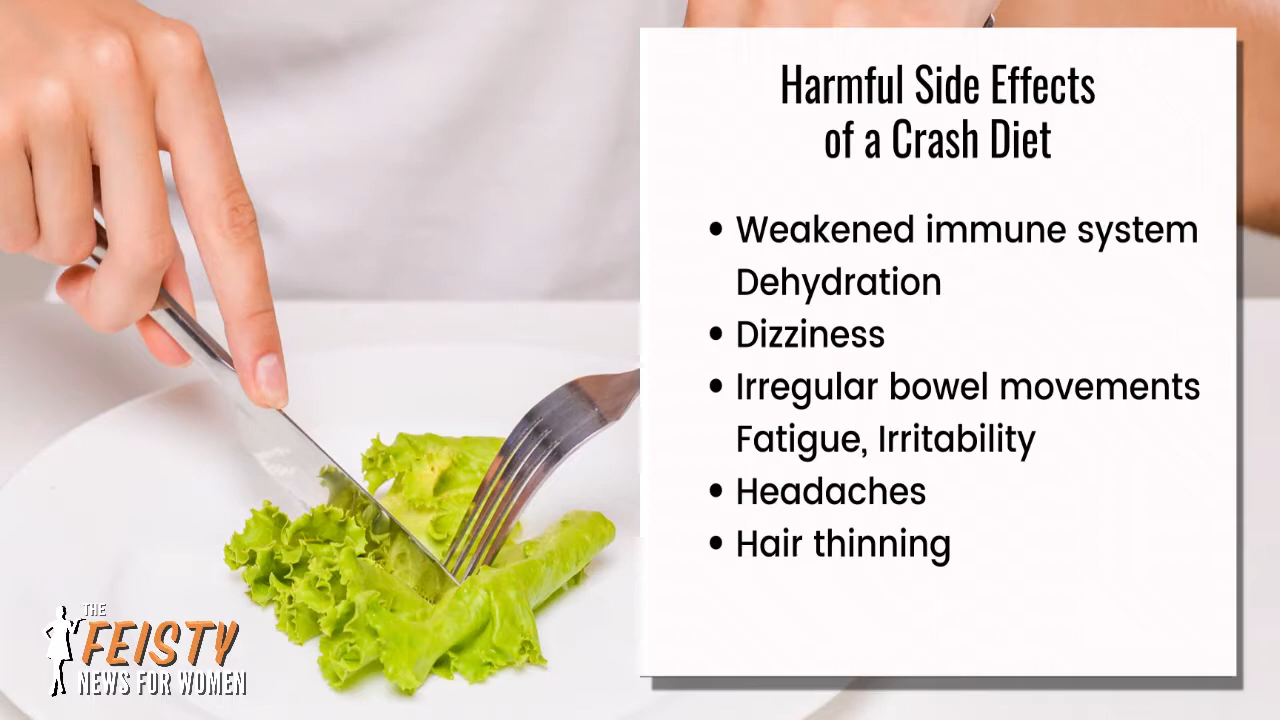 Harmful Side Effects
of a Crash Diet
• Weakened immune system
Dehydration
• Dizziness
• Irregular bowel movements
Fatigue, Irritability
• Headaches
• Hair thinning
THE
FEISTY
NEWS FOR WOMEN